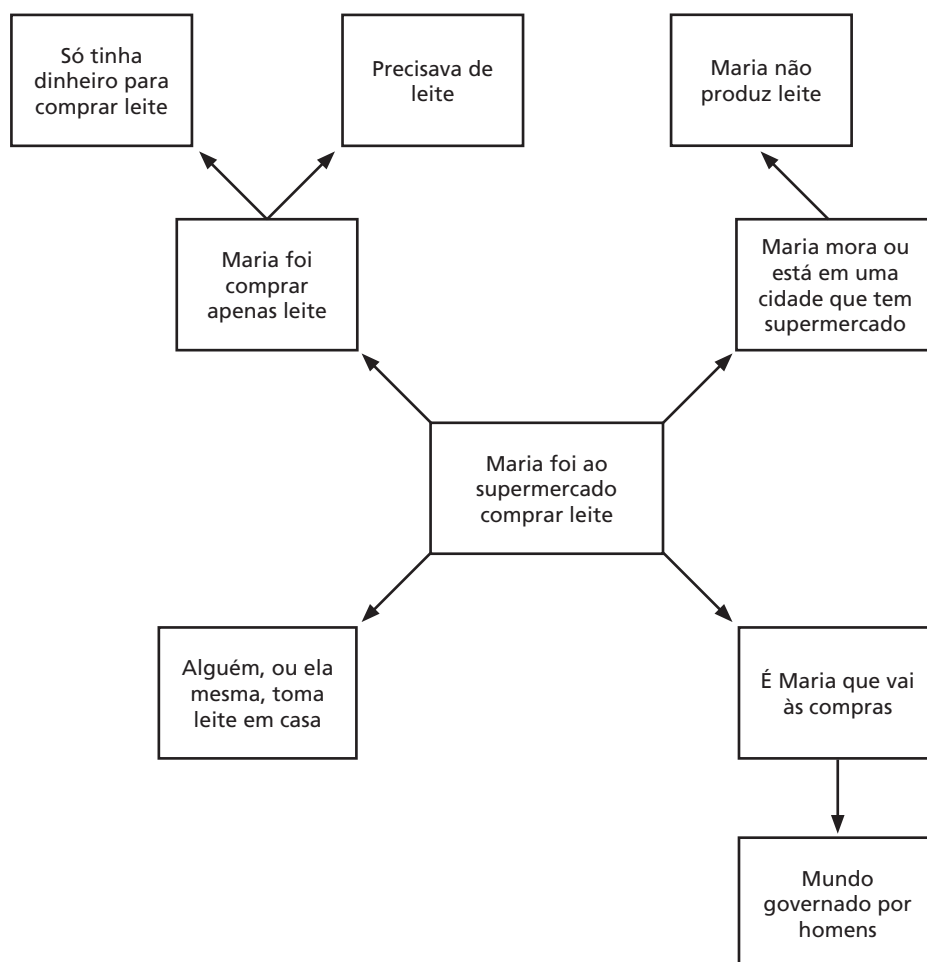 Só tinha
dinheiro para
comprar leite
Precisava de
leite
Maria não
produz leite
Maria foi
comprar
apenas leite
Maria mora ou
está em uma
cidade que tem
supermercado
Maria foi ao
supermercado
comprar leite
Alguém, ou ela
mesma, toma
leite em casa
É Maria que vai
às compras
Mundo
governado por
homens